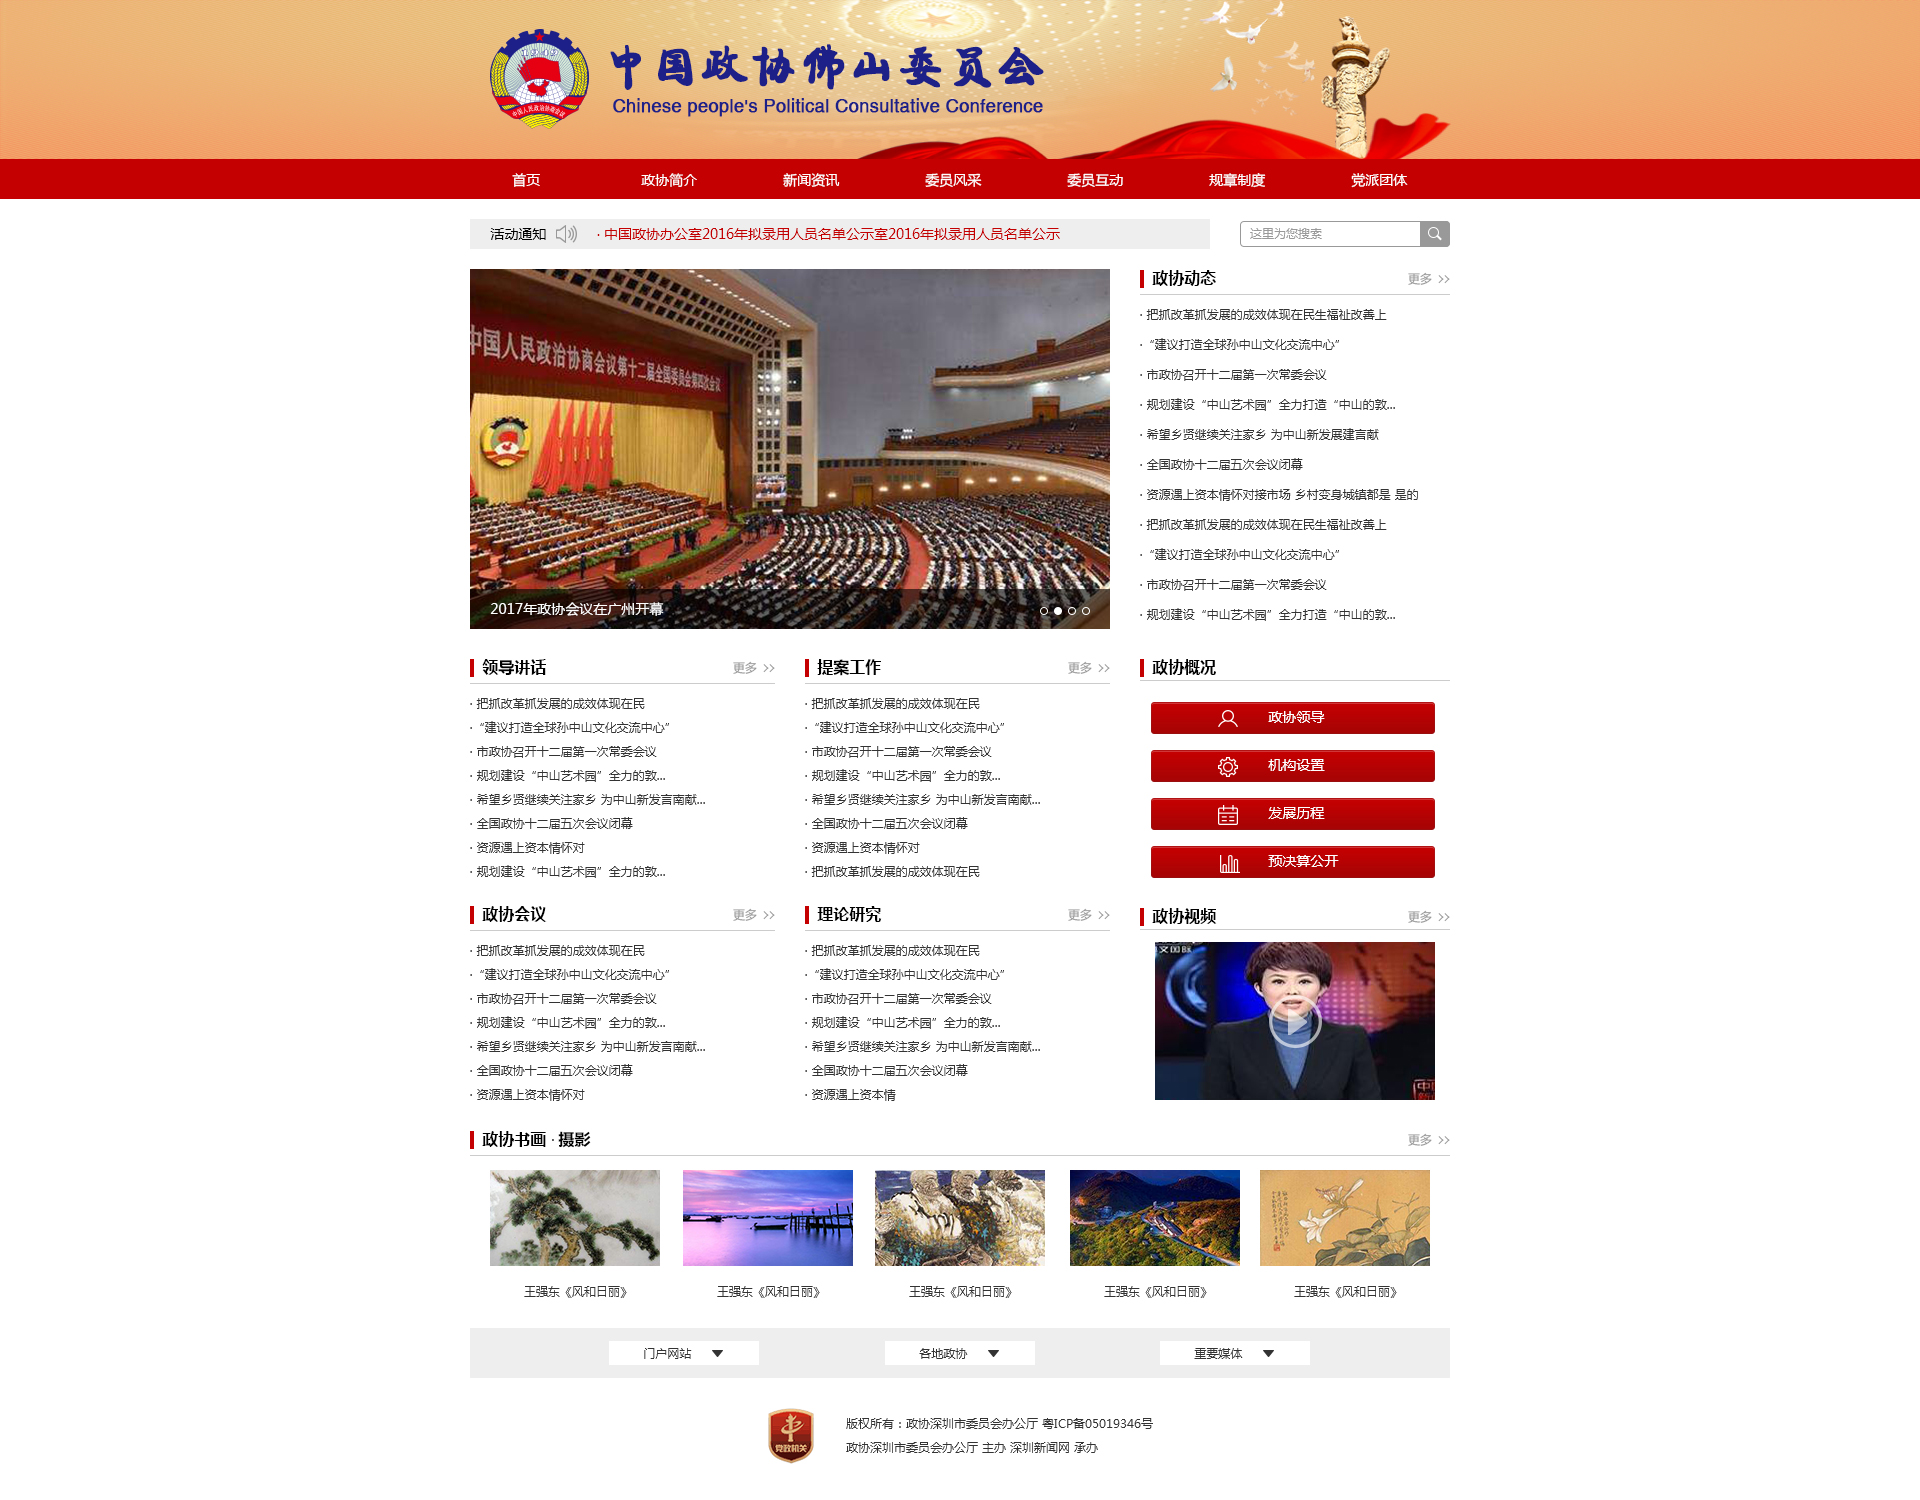 中国政协佛山委员会
Chinese people's Political Consultative Conference
首页 政协简介 新闻资讯 委员风采 委员互动 规章制度 党派团体
活动通知 · 中国政协办公室2016年拟录用人员名单公示室2016年拟录用人员名单公示
这里为您搜索
中国人民政治协商会议第十二届全国委员会第四次会议
2017年政协会议在广州开幕
政协动态 更多 >>
· 把抓改革抓发展的成效体现在民生福祉改善上
· “建议打造全球孙中山文化交流中心”
· 市政协召开十二届第一次常委会议
· 规划建设“中山艺术园”全力打造“中山的敦...
· 希望乡贤继续关注家乡 为中山新发展建言献
· 全国政协十二届五次会议闭幕
· 资源遇上资本情怀对接市场 乡村变身城镇都是 是的
· 把抓改革抓发展的成效体现在民生福祉改善上
· “建议打造全球孙中山文化交流中心”
· 市政协召开十二届第一次常委会议
· 规划建设“中山艺术园”全力打造“中山的敦...
领导讲话 更多 >>
· 把抓改革抓发展的成效体现在民
· “建议打造全球孙中山文化交流中心”
· 市政协召开十二届第一次常委会议
· 规划建设“中山艺术园”全力的敦...
· 希望乡贤继续关注家乡 为中山新发言南献...
· 全国政协十二届五次会议闭幕
· 资源遇上资本情怀对
· 规划建设“中山艺术园”全力的敦...
提案工作 更多 >>
· 把抓改革抓发展的成效体现在民
· “建议打造全球孙中山文化交流中心”
· 市政协召开十二届第一次常委会议
· 规划建设“中山艺术园”全力的敦...
· 希望乡贤继续关注家乡 为中山新发言南献...
· 全国政协十二届五次会议闭幕
· 资源遇上资本情怀对
· 把抓改革抓发展的成效体现在民
政协概况
政协领导
机构设置
发展历程
预决算公开
政协会议 更多 >>
· 把抓改革抓发展的成效体现在民
· “建议打造全球孙中山文化交流中心”
· 市政协召开十二届第一次常委会议
· 规划建设“中山艺术园”全力的敦...
· 希望乡贤继续关注家乡 为中山新发言南献...
· 全国政协十二届五次会议闭幕
· 资源遇上资本情怀对
理论研究 更多 >>
· 把抓改革抓发展的成效体现在民
· “建议打造全球孙中山文化交流中心”
· 市政协召开十二届第一次常委会议
· 规划建设“中山艺术园”全力的敦...
· 希望乡贤继续关注家乡 为中山新发言南献...
· 全国政协十二届五次会议闭幕
· 资源遇上资本情
政协视频 更多 >>
政协书画 · 摄影 更多 >>
王强东《风和日丽》 王强东《风和日丽》 王强东《风和日丽》 王强东《风和日丽》 王强东《风和日丽》
门户网站 各地政协 重要媒体
党政机关
版权所有：政协深圳市委员会办公厅 粤ICP备05019346号
政协深圳市委员会办公厅 主办 深圳新闻网 承办